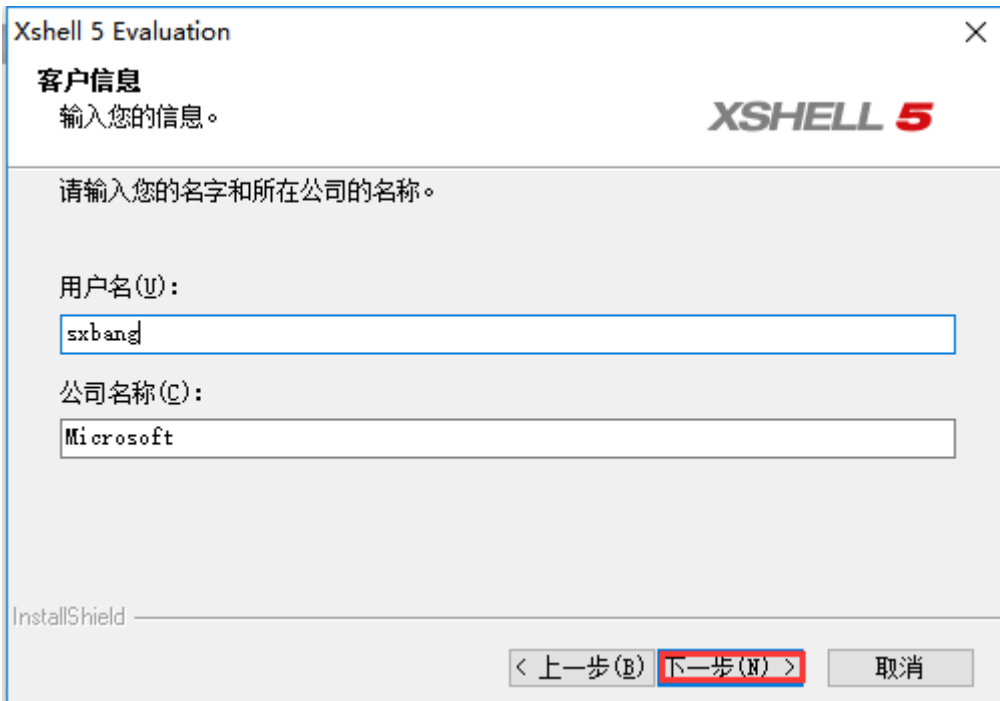 Xshell 5 Evaluation
客户信息
输入您的信息。
XSHELL 5
请输入您的名字和所在公司的名称。
用户名(U)：
sxbang
公司名称(C)：
Microsoft
InstallShield
< 上一步(B) 下一步(N) > 取消